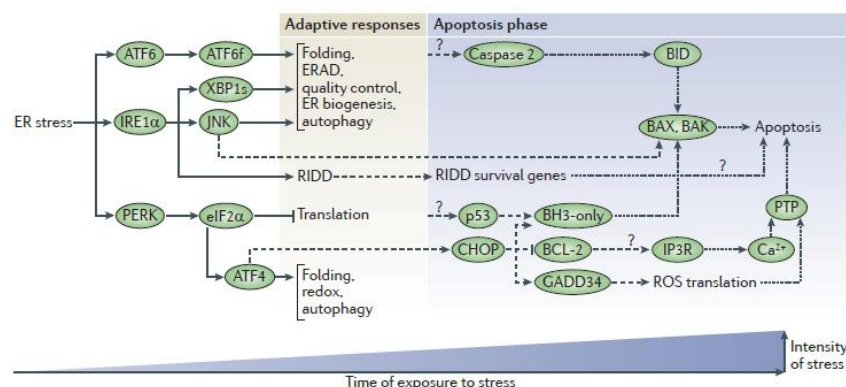 Adaptive responses
Apoptosis phase
ATF6
ATF6f
Folding,
ERAD,
quality control,
ER biogenesis,
autophagy
?
Caspase 2
BID
XBP1s
ER stress
IRE1α
JNK
BAX, BAK
Apoptosis
RIDD
RIDD survival genes
?
PERK
eIF2α
Translation
?
p53
BH3-only
PTP
CHOP
BCL-2
?
IP3R
Ca²⁺
ATF4
Folding,
redox,
autophagy
GADD34
ROS translation
Intensity
of stress
Time of exposure to stress